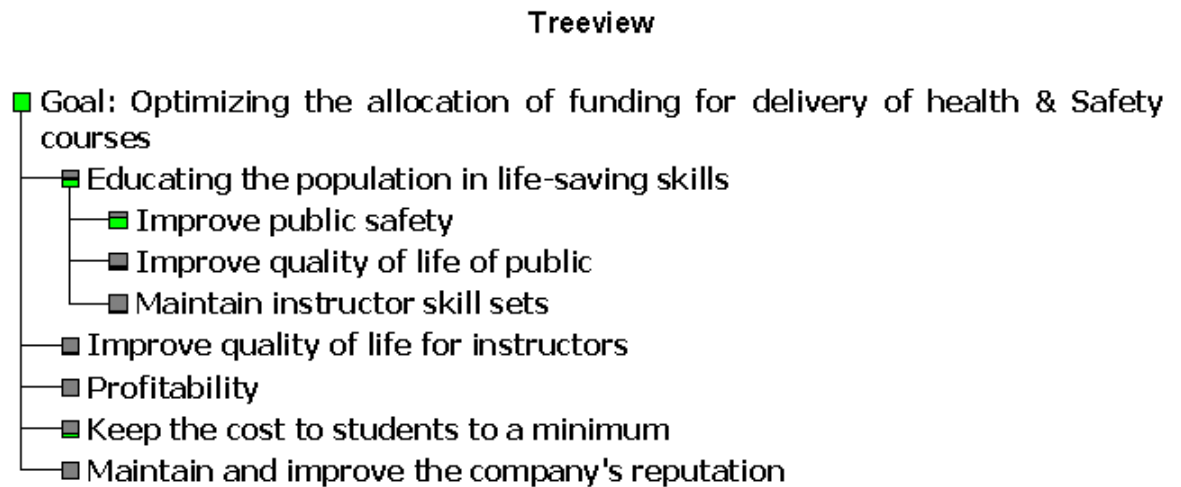 Treeview
Goal: Optimizing the allocation of funding for delivery of health & Safety
courses
Educating the population in life-saving skills
Improve public safety
Improve quality of life of public
Maintain instructor skill sets
Improve quality of life for instructors
Profitability
Keep the cost to students to a minimum
Maintain and improve the company's reputation